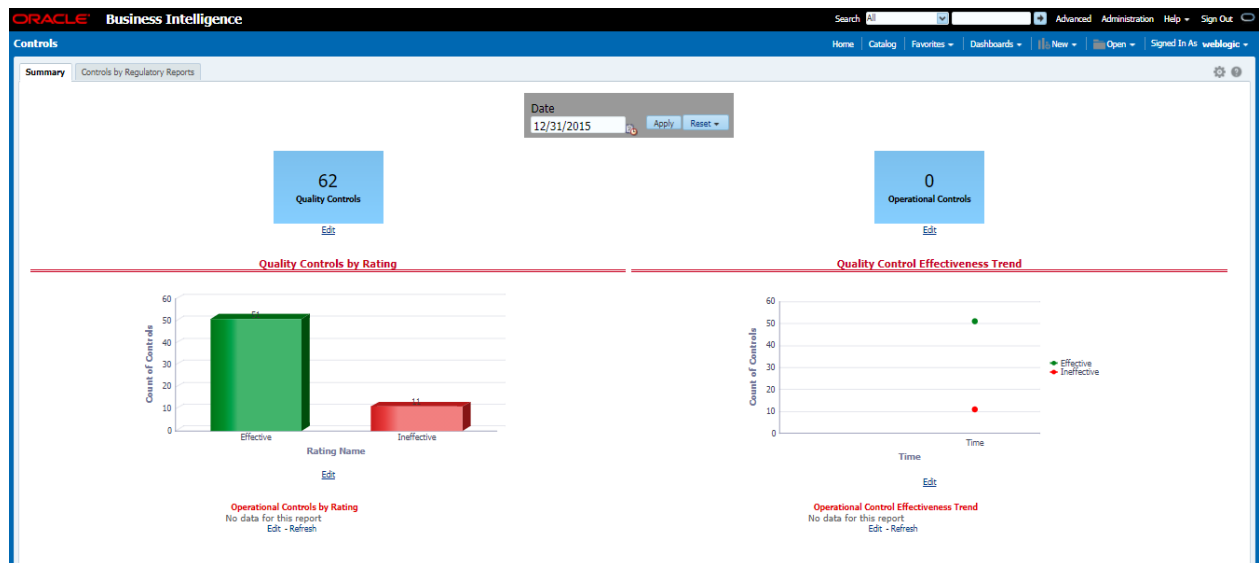 ORACLE Business Intelligence Search All Advanced Administration Help Sign Out
Controls Home Catalog Favorites Dashboards New Open Signed In As weblogic
Summary Controls by Regulatory Reports
Date
12/31/2015 Apply Reset
62
Quality Controls
Edit
0
Operational Controls
Edit
Quality Controls by Rating
60
50
40
30
20
10
0
Count of Controls
51
11
Effective Ineffective
Rating Name
Edit
Quality Control Effectiveness Trend
60
50
40
30
20
10
0
Count of Controls
Effective
Ineffective
Time
Time
Edit
Operational Controls by Rating
No data for this report
Edit - Refresh
Operational Control Effectiveness Trend
No data for this report
Edit - Refresh